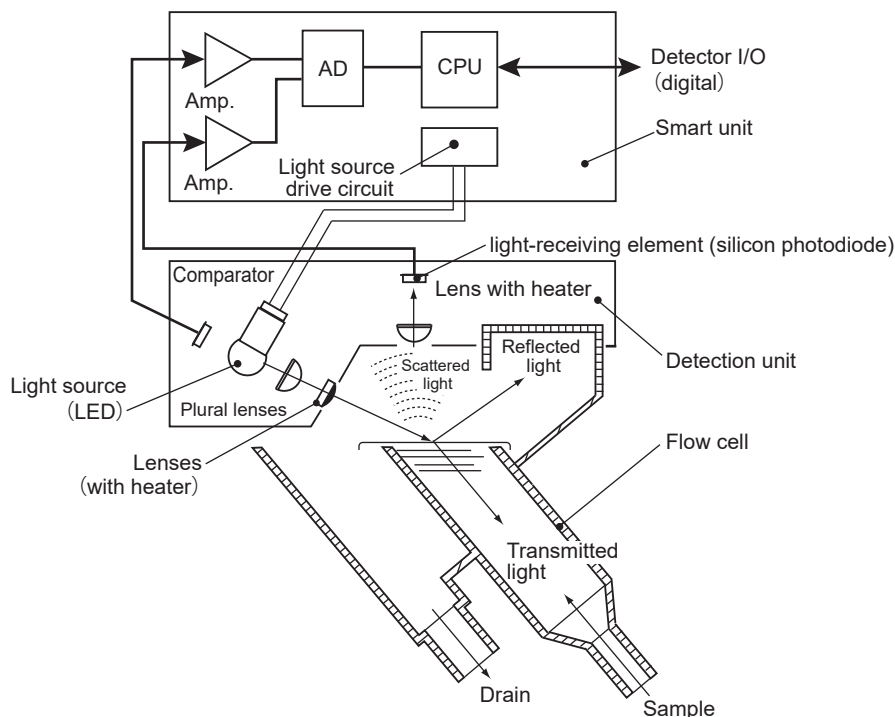 Amp.
AD
CPU
Detector I/O
(digital)
Amp.
Light source
drive circuit
Smart unit
light-receiving element (silicon photodiode)
Comparator
Lens with heater
Scattered
light
Reflected
light
Detection unit
Light source
(LED)
Plural lenses
Lenses
(with heater)
Flow cell
Transmitted
light
Drain
Sample